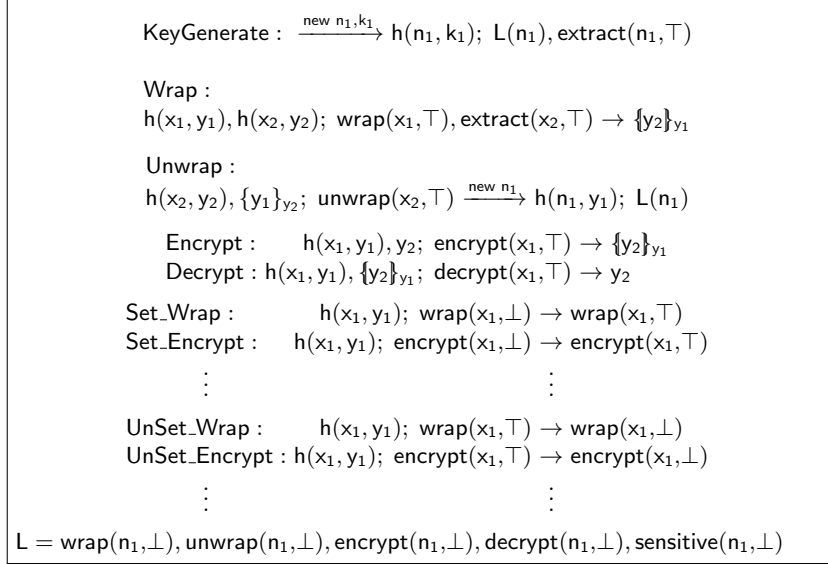 KeyGenerate : —new n₁,k₁→ h(n₁, k₁); L(n₁), extract(n₁,⊤)
Wrap :
h(x₁, y₁), h(x₂, y₂); wrap(x₁,⊤), extract(x₂,⊤) → {|y₂|}y₁
Unwrap :
h(x₂, y₂), {y₁}y₂; unwrap(x₂,⊤) —new n₁→ h(n₁, y₁); L(n₁)
Encrypt : h(x₁, y₁), y₂; encrypt(x₁,⊤) → {|y₂|}y₁
Decrypt : h(x₁, y₁), {|y₂|}y₁; decrypt(x₁,⊤) → y₂
Set_Wrap : h(x₁, y₁); wrap(x₁,⊥) → wrap(x₁,⊤)
Set_Encrypt : h(x₁, y₁); encrypt(x₁,⊥) → encrypt(x₁,⊤)
⋮ ⋮
UnSet_Wrap : h(x₁, y₁); wrap(x₁,⊤) → wrap(x₁,⊥)
UnSet_Encrypt : h(x₁, y₁); encrypt(x₁,⊤) → encrypt(x₁,⊥)
⋮ ⋮
L = wrap(n₁,⊥), unwrap(n₁,⊥), encrypt(n₁,⊥), decrypt(n₁,⊥), sensitive(n₁,⊥)